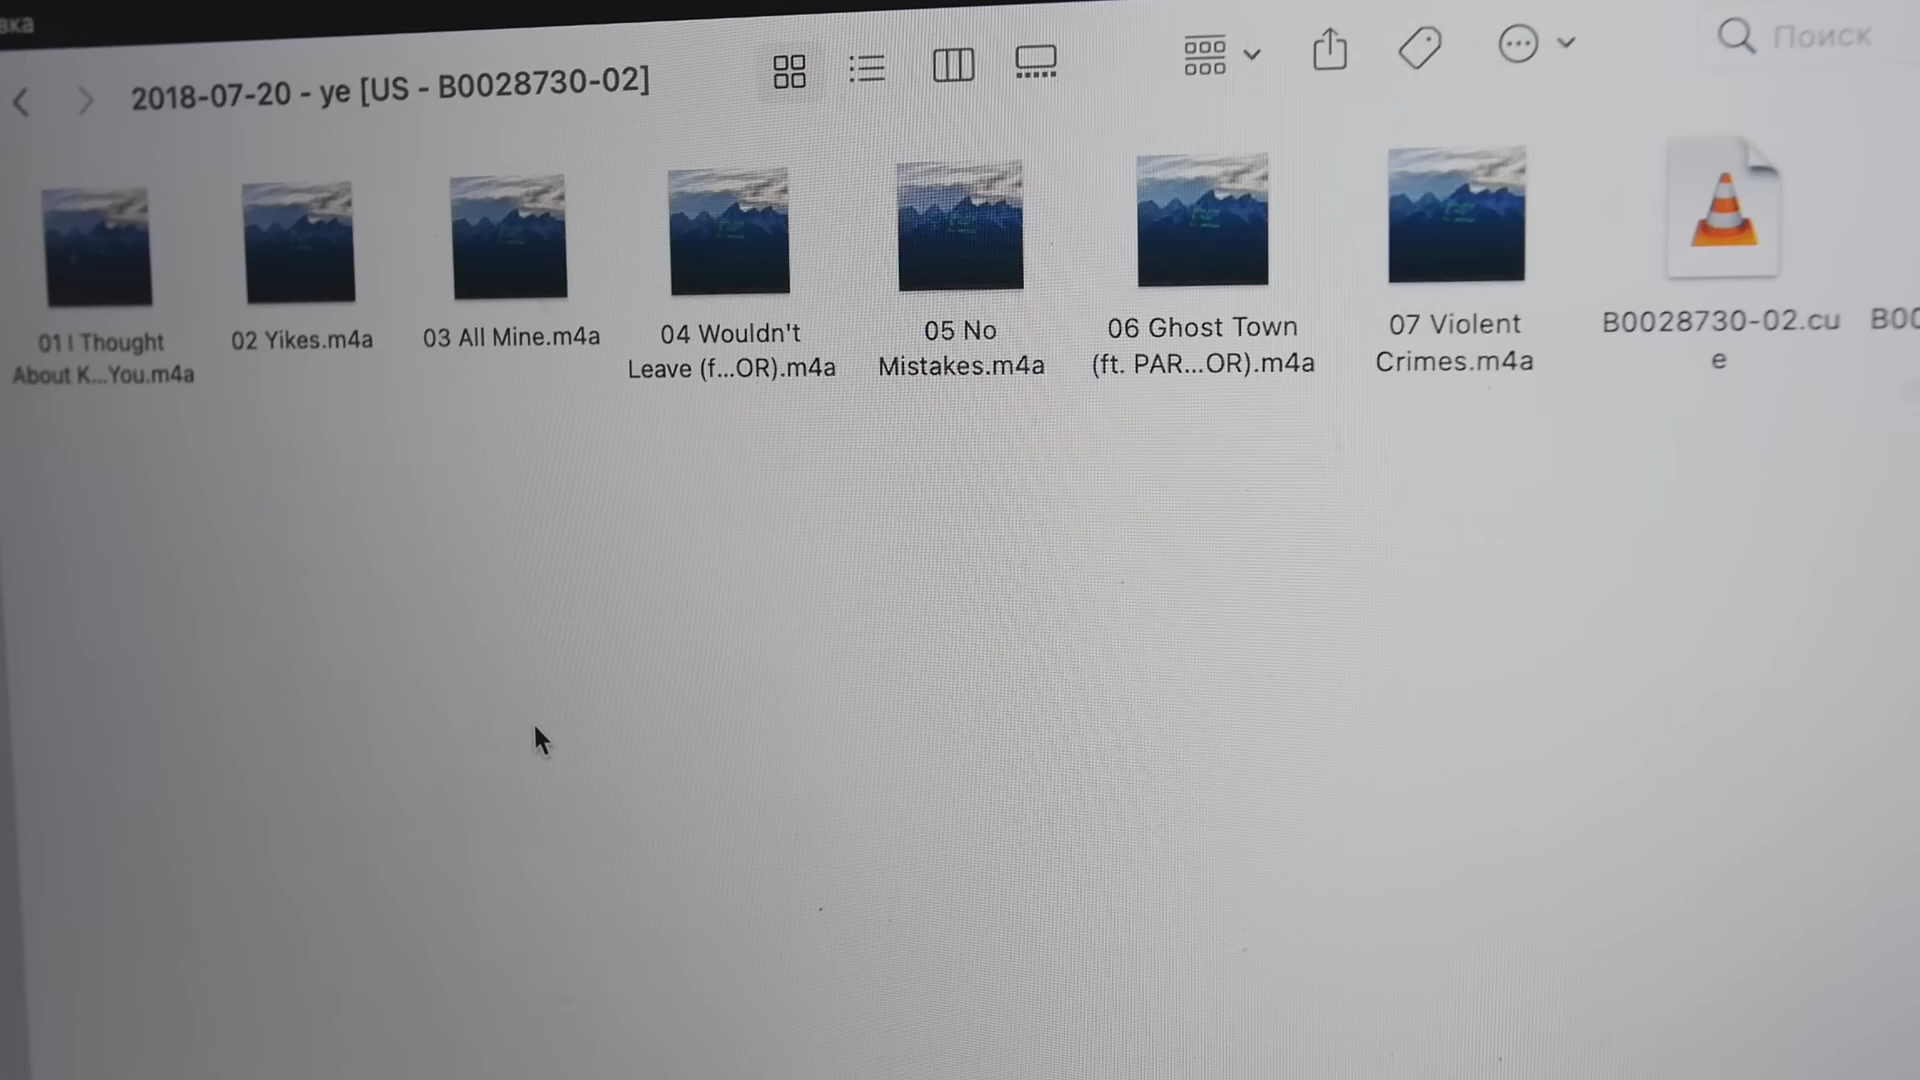 вка
2018-07-20 - ye [US - B0028730-02]
Поиск
01 I Thought
About K...You.m4a
02 Yikes.m4a
03 All Mine.m4a
04 Wouldn't
Leave (f...OR).m4a
05 No
Mistakes.m4a
06 Ghost Town
(ft. PAR...OR).m4a
07 Violent
Crimes.m4a
B0028730-02.cu
e
B00